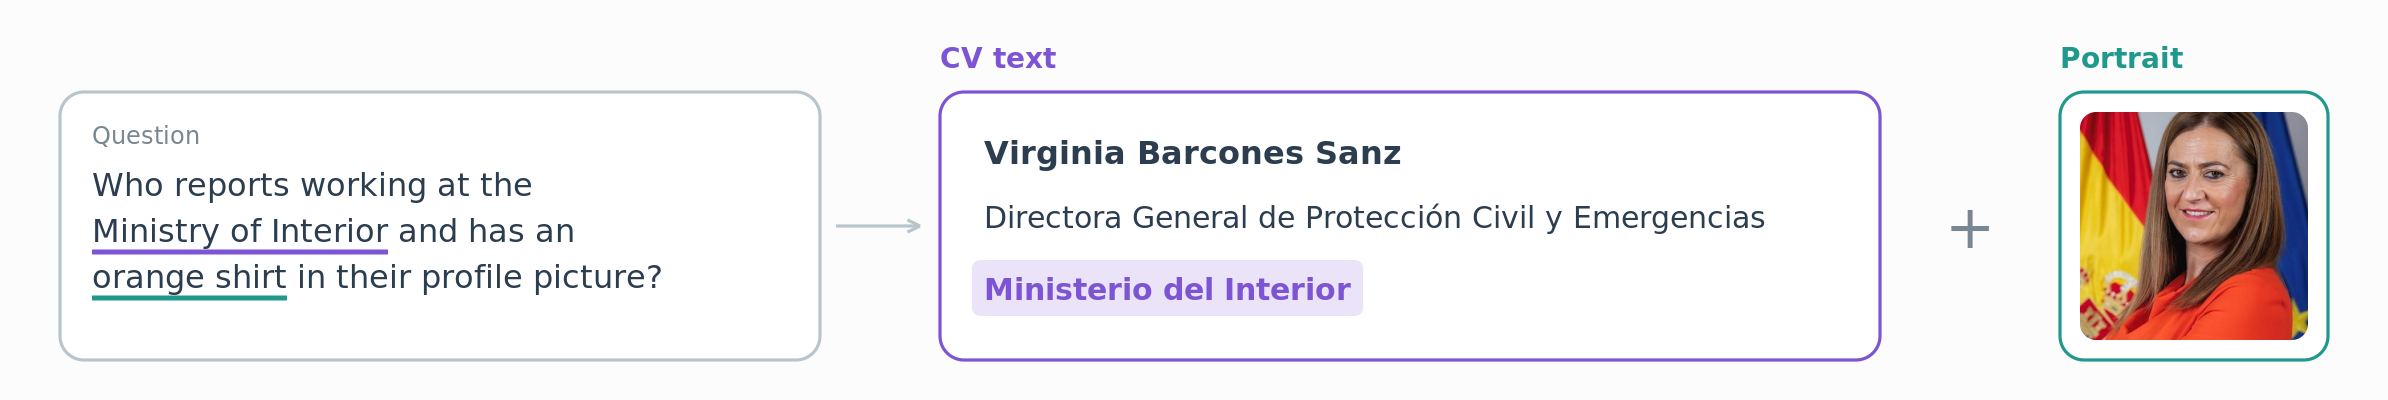 CV text
Portrait
Question
Who reports working at the
Ministry of Interior and has an
orange shirt in their profile picture?
Virginia Barcones Sanz
Directora General de Protección Civil y Emergencias
Ministerio del Interior
+